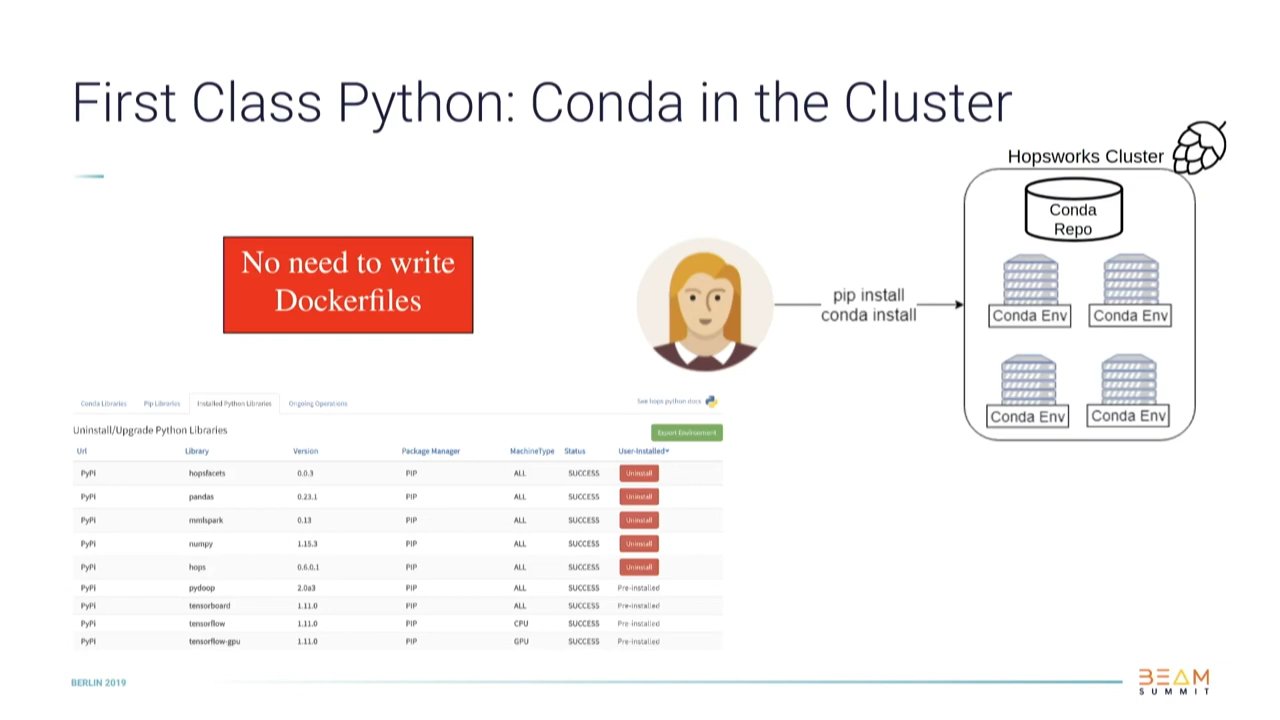 First Class Python: Conda in the Cluster
Hopsworks Cluster
Conda
Repo
No need to write
Dockerfiles
pip install
conda install
Conda Env
Conda Env
Conda Env
Conda Env
Conda Libraries Pip Libraries Installed Python Libraries Ongoing Operations See hops python docs
Uninstall/Upgrade Python Libraries
Export Environment
Url Library Version Package Manager MachineType Status User-Installed
PyPi hopsfacets 0.0.3 PIP ALL SUCCESS Uninstall
PyPi pandas 0.23.1 PIP ALL SUCCESS Uninstall
PyPi mmlspark 0.13 PIP ALL SUCCESS Uninstall
PyPi numpy 1.15.3 PIP ALL SUCCESS Uninstall
PyPi hops 0.6.0.1 PIP ALL SUCCESS Uninstall
PyPi pydoop 2.0a3 PIP ALL SUCCESS Pre-installed
PyPi tensorboard 1.11.0 PIP ALL SUCCESS Pre-installed
PyPi tensorflow 1.11.0 PIP CPU SUCCESS Pre-installed
PyPi tensorflow-gpu 1.11.0 PIP GPU SUCCESS Pre-installed
BERLIN 2019
BEAM
SUMMIT